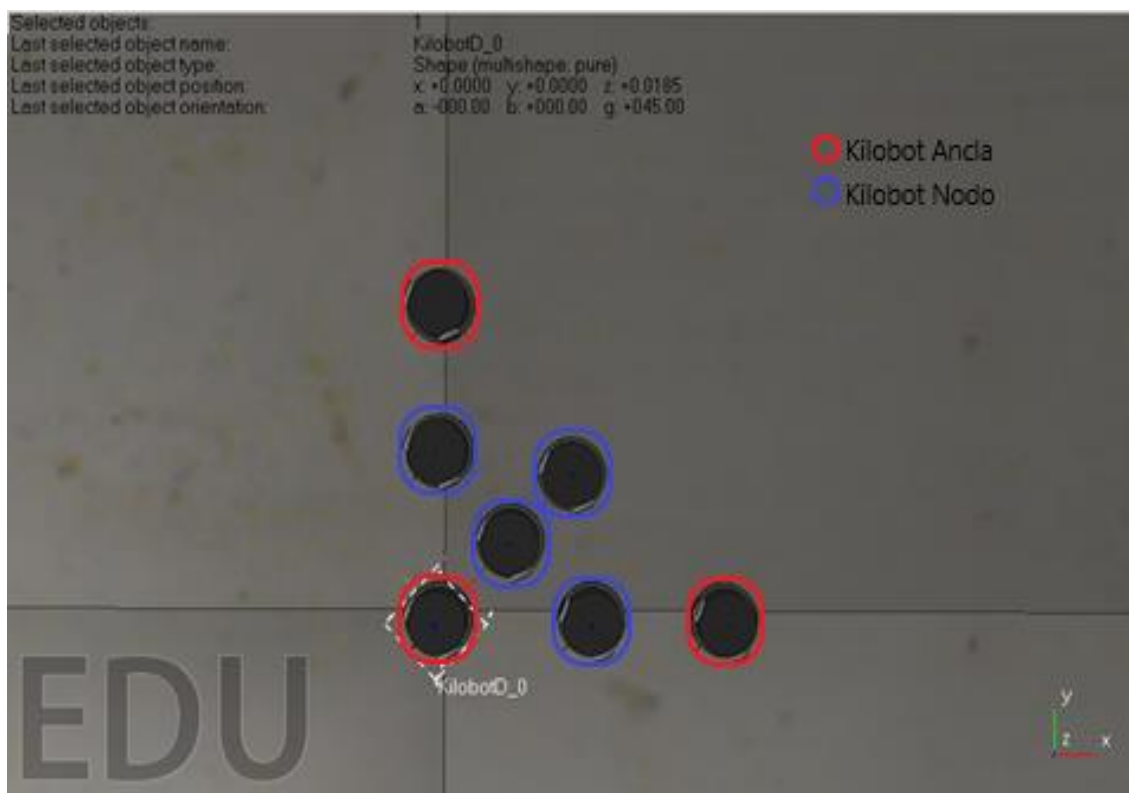 Selected objects: 1
Last selected object name: KilobotD_0
Last selected object type: Shape (multishape, pure)
Last selected object position: x: +0.0000 y: +0.0000 z: +0.0185
Last selected object orientation: a: -000.00 b: +000.00 g: +045.00
Kilobot Ancla
Kilobot Nodo
KilobotD_0
EDU
y
z x